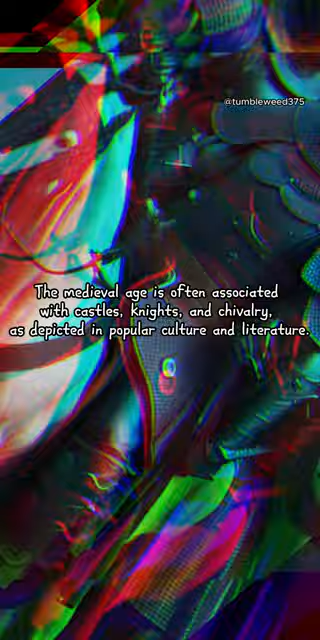 @tumbleweed375
The medieval age is often associated
with castles, knights, and chivalry,
as depicted in popular culture and literature.